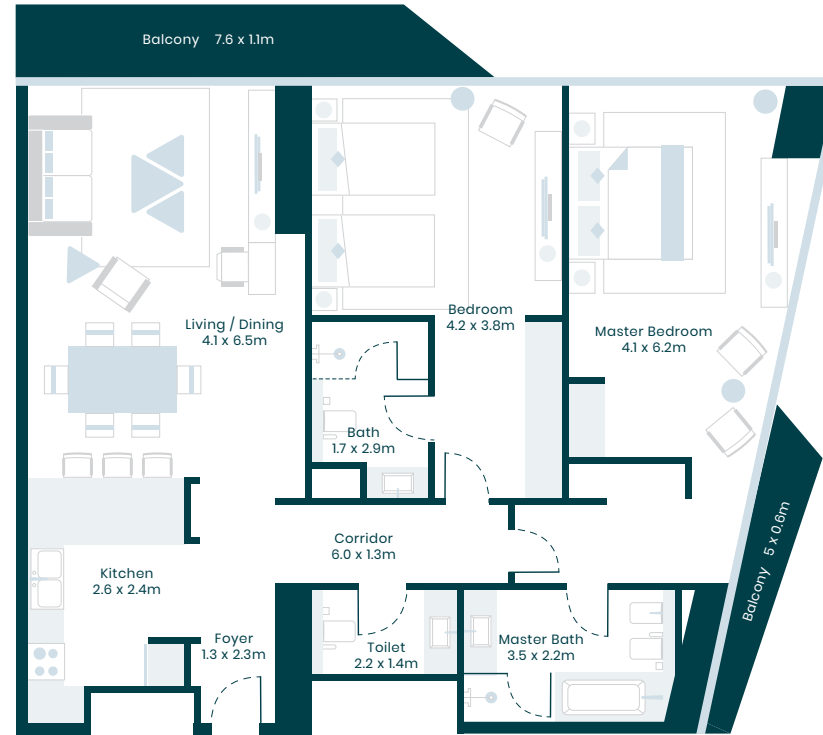 Balcony 7.6 x 1.1m
Living / Dining
4.1 x 6.5m
Bedroom
4.2 x 3.8m
Master Bedroom
4.1 x 6.2m
Bath
1.7 x 2.9m
Balcony 5 x 0.6m
Corridor
6.0 x 1.3m
Kitchen
2.6 x 2.4m
Foyer
1.3 x 2.3m
Toilet
2.2 x 1.4m
Master Bath
3.5 x 2.2m